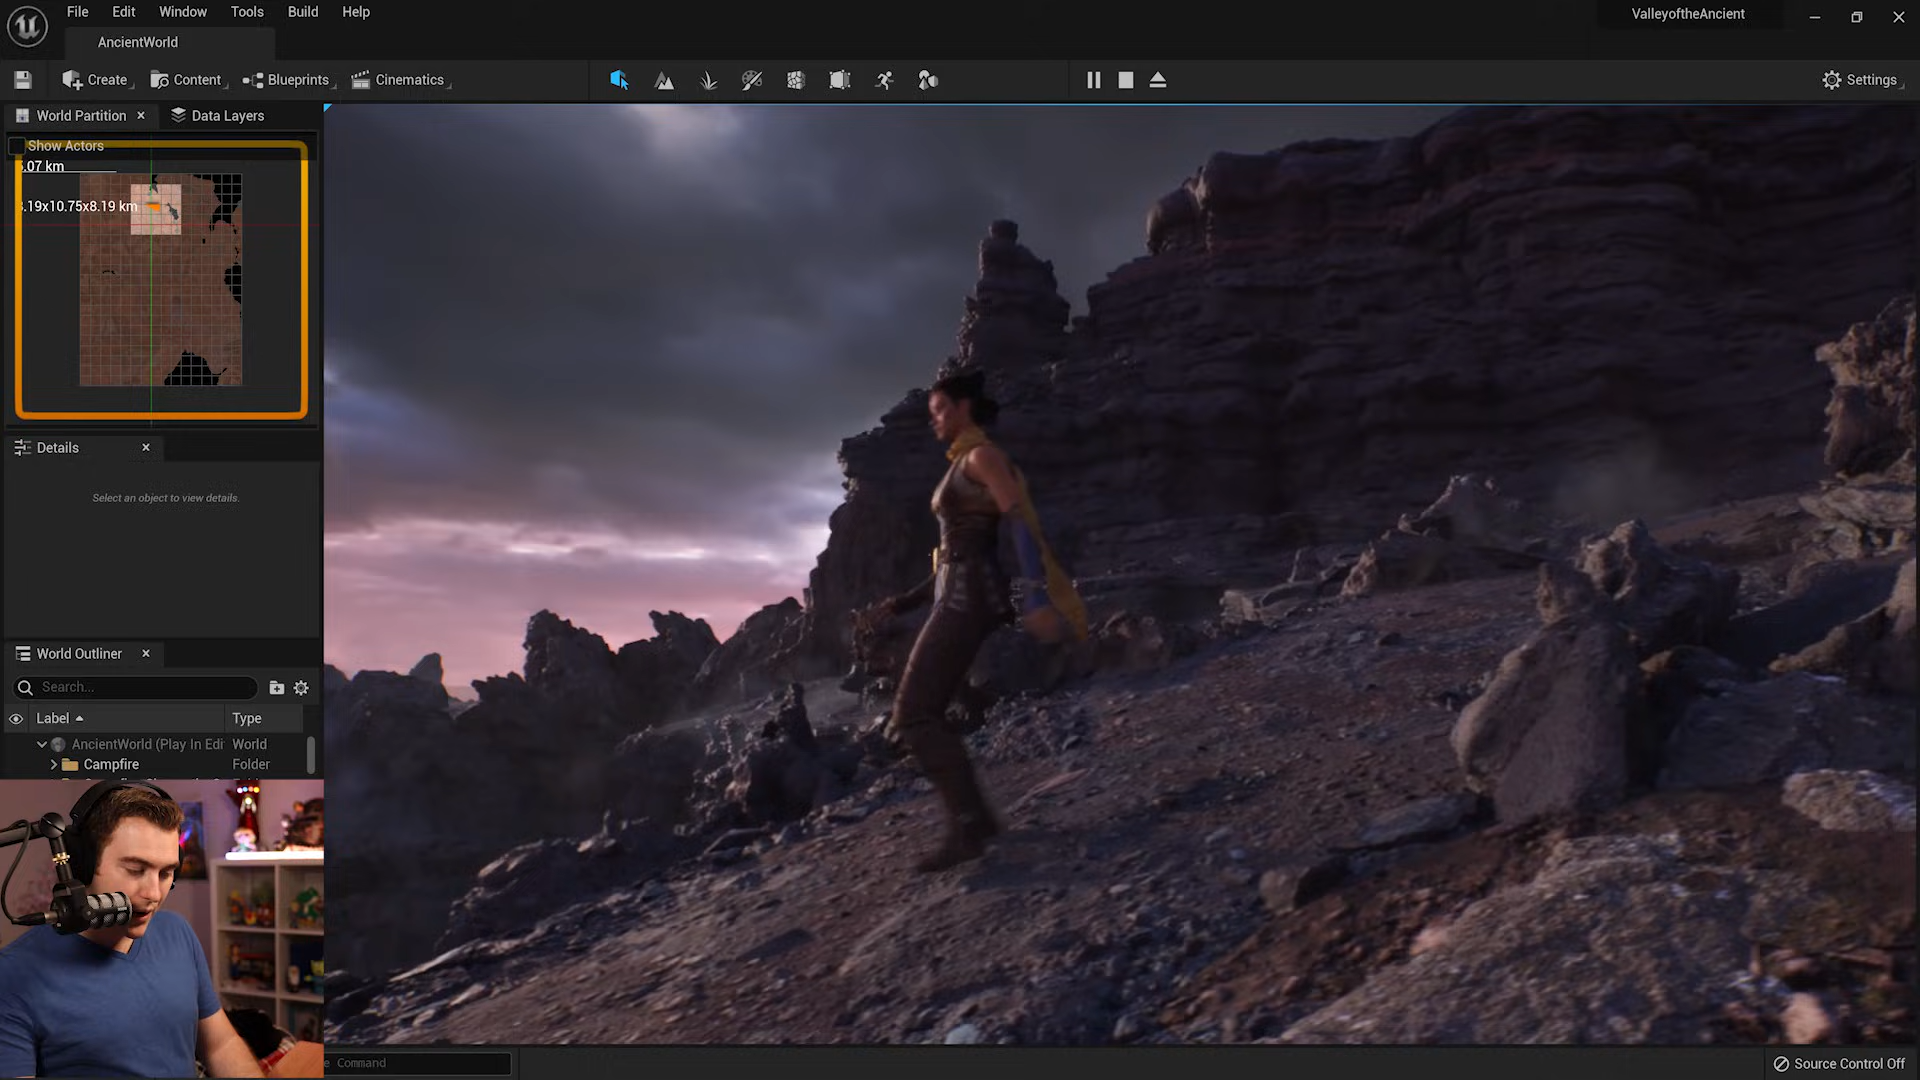 File Edit Window Tools Build Help
ValleyoftheAncient
AncientWorld
Create Content Blueprints Cinematics
Settings
World Partition Data Layers
Show Actors
.07 km
.19x10.75x8.19 km
Details
Select an object to view details.
World Outliner
Search...
Label Type
AncientWorld (Play In Edi World
Campfire Folder
e Command
Source Control Off